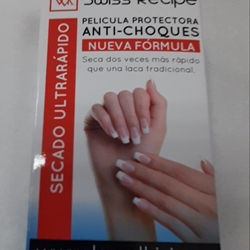 Swiss Recipe
PELICULA PROTECTORA
ANTI-CHOQUES
NUEVA FÓRMULA
Seca dos veces más rápido
que una laca tradicional.
SECADO ULTRARÁPIDO